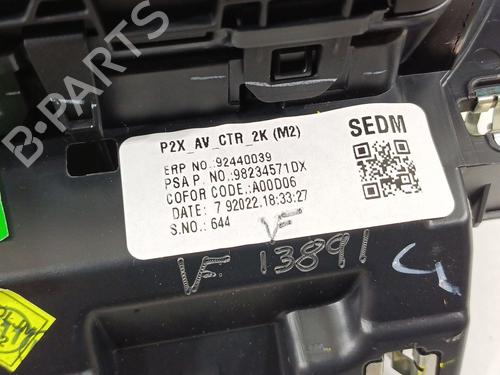 P2X_AV_CTR_2K (M2)
SEDM
ERP NO.:92440039
PSA P. NO.:98234571DX
COFOR CODE.:A00D06
DATE: 7 92022.18:33:27
S.NO.: 644
VF
VF 13891
B-PARTS